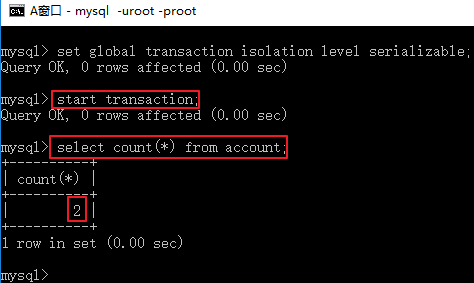 A窗口 - mysql -uroot -proot
mysql> set global transaction isolation level serializable;
Query OK, 0 rows affected (0.00 sec)
mysql> start transaction;
Query OK, 0 rows affected (0.00 sec)
mysql> select count(*) from account;
+----------+
| count(*) |
+----------+
| 2 |
+----------+
1 row in set (0.00 sec)
mysql>